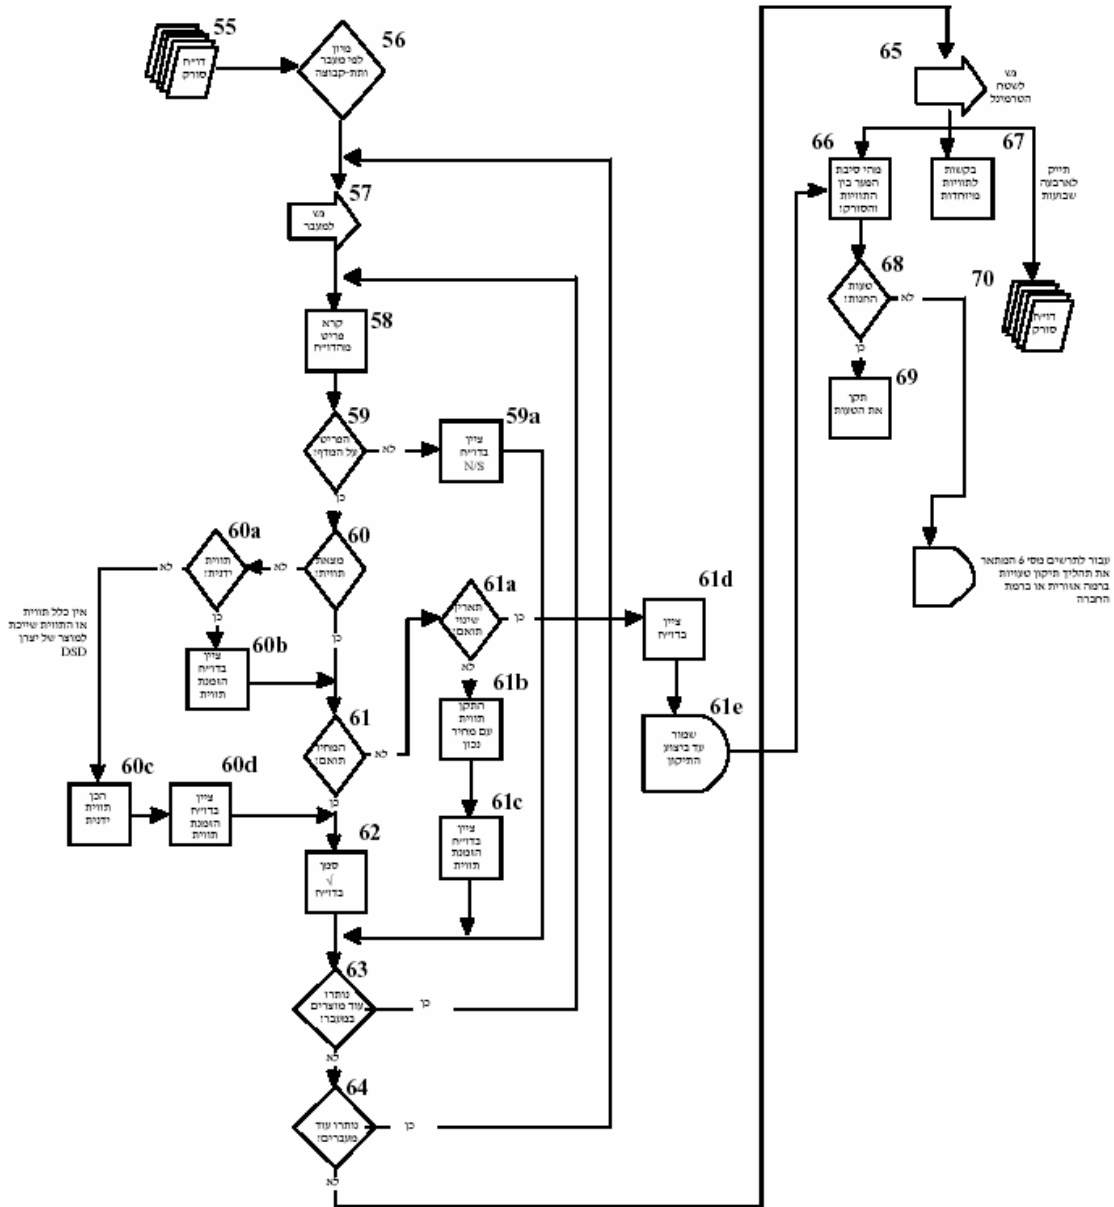 55
דו״ח
סורק
56
מיון
לפי מעבר
ותת-קבוצה
57
גש
למעבר
58
קרא
פריט
מהדו״ח
59
הפריט
על המדף?
לא
כן
59a
ציין
בדו״ח
N/S
60
מצאת
תווית?
לא
כן
60a
תווית
ידנית?
לא
כן
אין כלל תווית
או התווית שייכת
למוצר של יצרן
DSD
60b
ציין
בדו״ח
הזמנת
תווית
60c
הכן
תווית
ידנית
60d
ציין
בדו״ח
הזמנת
תווית
61
המחיר
תואם?
לא
כן
61a
תאריך
שינוי
תואם?
כן
לא
61b
התקן
תווית
עם מחיר
נכון
61c
ציין
בדו״ח
הזמנת
תווית
61d
ציין
בדו״ח
61e
שמור
עד ביצוע
התיקון
62
סמן
√
בדו״ח
63
נותרו
עוד מוצרים
במעבר?
כן
לא
64
נותרו עוד
מעברים?
כן
לא
65
גש
לשטח
הטרמינל
66
מהי סיבת
הפער בין
התוויות
והסורק?
67
בקשות
לתוויות
מיוחדות
תייק
לארבעה
שבועות
68
טעות
החנות?
לא
כן
69
תקן
את הטעות
70
דו״ח
סורק
עבור לתרשים מס׳ 6 המתאר
את תהליך תיקון טעויות
ברמה אזורית או ברמת
החברה